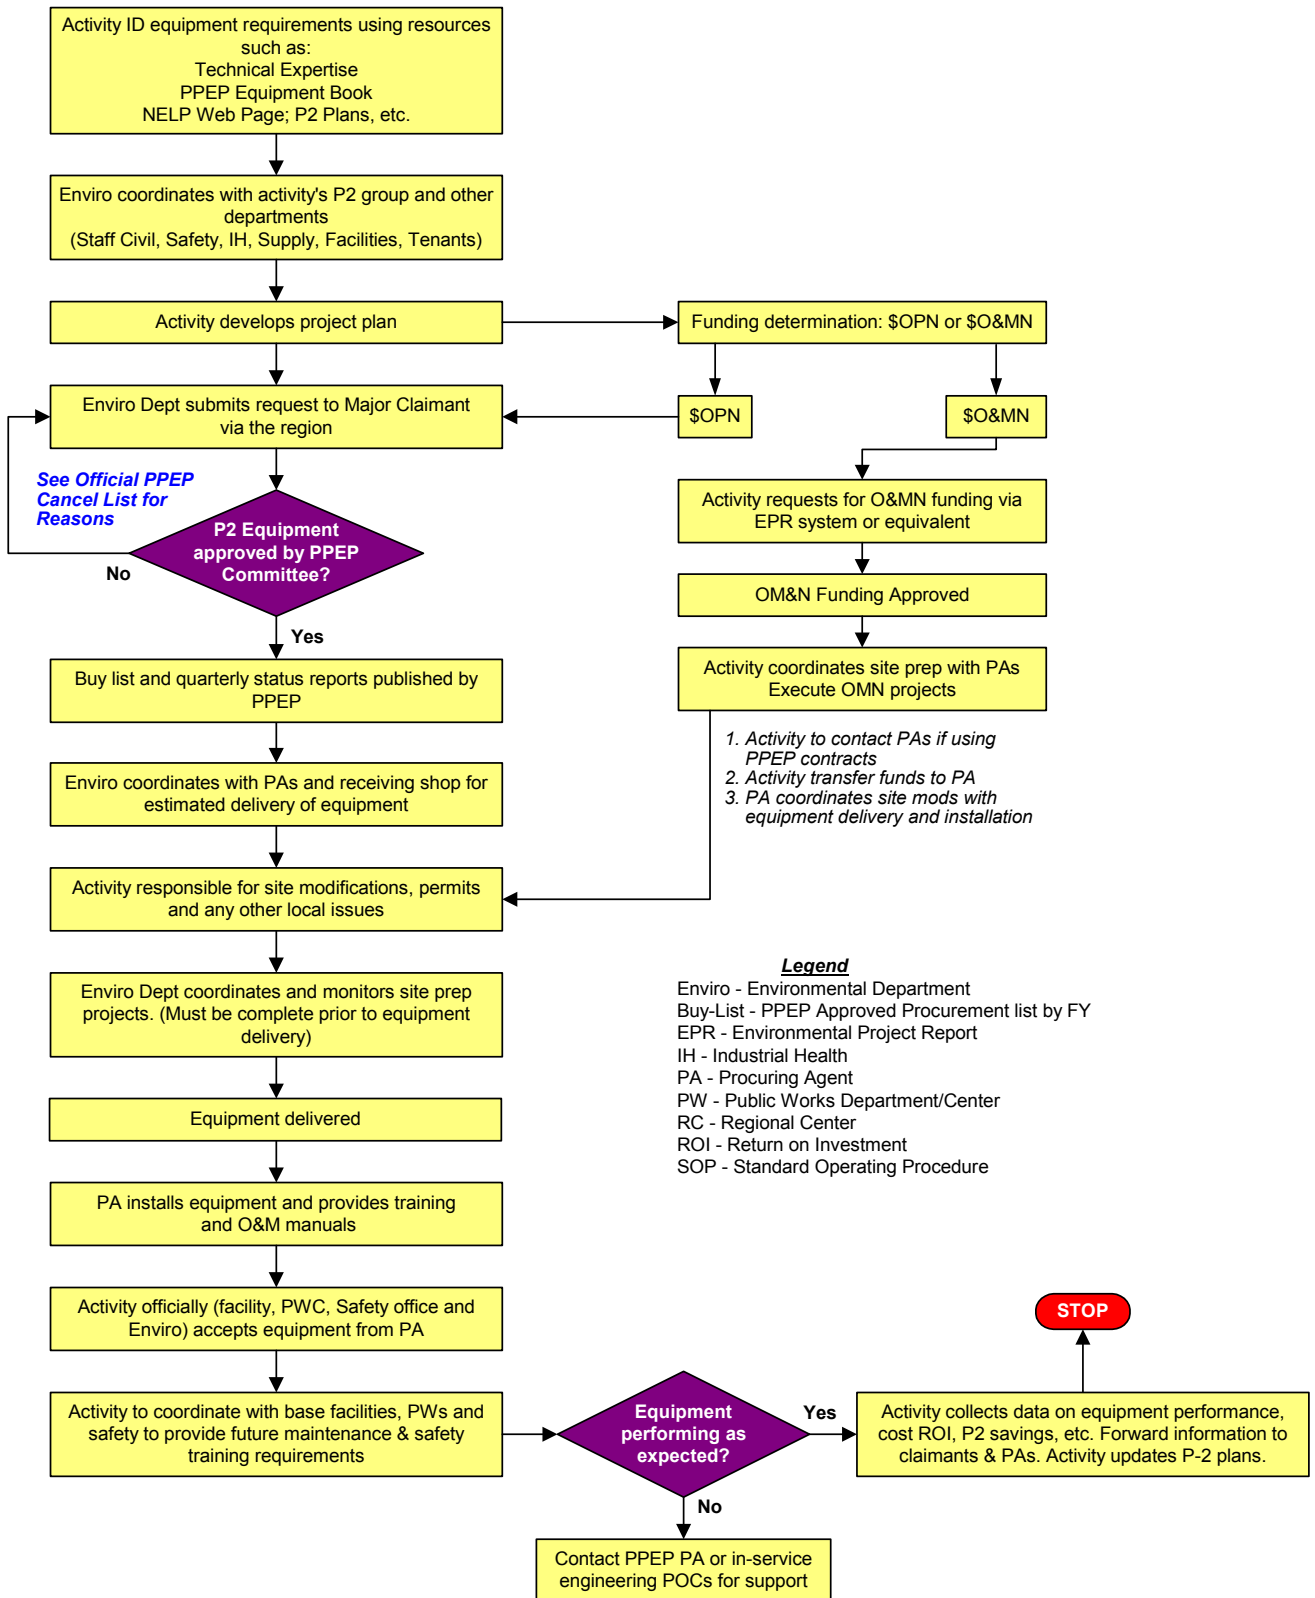 Activity ID equipment requirements using resources
such as:
Technical Expertise
PPEP Equipment Book
NELP Web Page; P2 Plans, etc.
Enviro coordinates with activity's P2 group and other
departments
(Staff Civil, Safety, IH, Supply, Facilities, Tenants)
Activity develops project plan
Funding determination: $OPN or $O&MN
Enviro Dept submits request to Major Claimant
via the region
$OPN
$O&MN
See Official PPEP
Cancel List for
Reasons
Activity requests for O&MN funding via
EPR system or equivalent
P2 Equipment
approved by PPEP
Committee?
No
Yes
OM&N Funding Approved
Buy list and quarterly status reports published by
PPEP
Activity coordinates site prep with PAs
Execute OMN projects
1. Activity to contact PAs if using
PPEP contracts
2. Activity transfer funds to PA
3. PA coordinates site mods with
equipment delivery and installation
Enviro coordinates with PAs and receiving shop for
estimated delivery of equipment
Activity responsible for site modifications, permits
and any other local issues
Enviro Dept coordinates and monitors site prep
projects. (Must be complete prior to equipment
delivery)
Legend
Enviro - Environmental Department
Buy-List - PPEP Approved Procurement list by FY
EPR - Environmental Project Report
IH - Industrial Health
PA - Procuring Agent
PW - Public Works Department/Center
RC - Regional Center
ROI - Return on Investment
SOP - Standard Operating Procedure
Equipment delivered
PA installs equipment and provides training
and O&M manuals
Activity officially (facility, PWC, Safety office and
Enviro) accepts equipment from PA
STOP
Activity to coordinate with base facilities, PWs and
safety to provide future maintenance & safety
training requirements
Equipment
performing as
expected?
Yes
Activity collects data on equipment performance,
cost ROI, P2 savings, etc. Forward information to
claimants & PAs. Activity updates P-2 plans.
No
Contact PPEP PA or in-service
engineering POCs for support